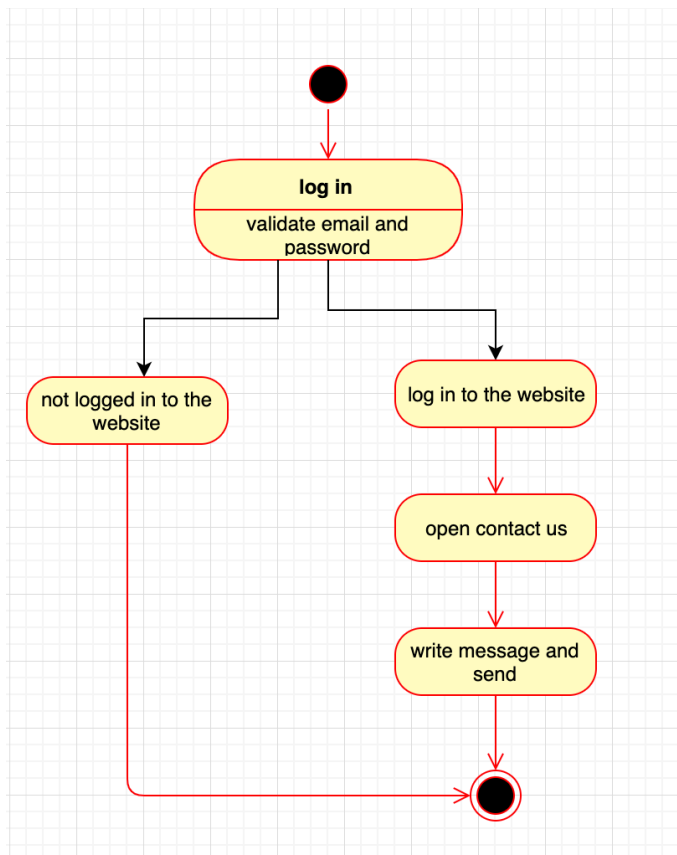 log in
validate email and
password
not logged in to the
website
log in to the website
open contact us
write message and
send